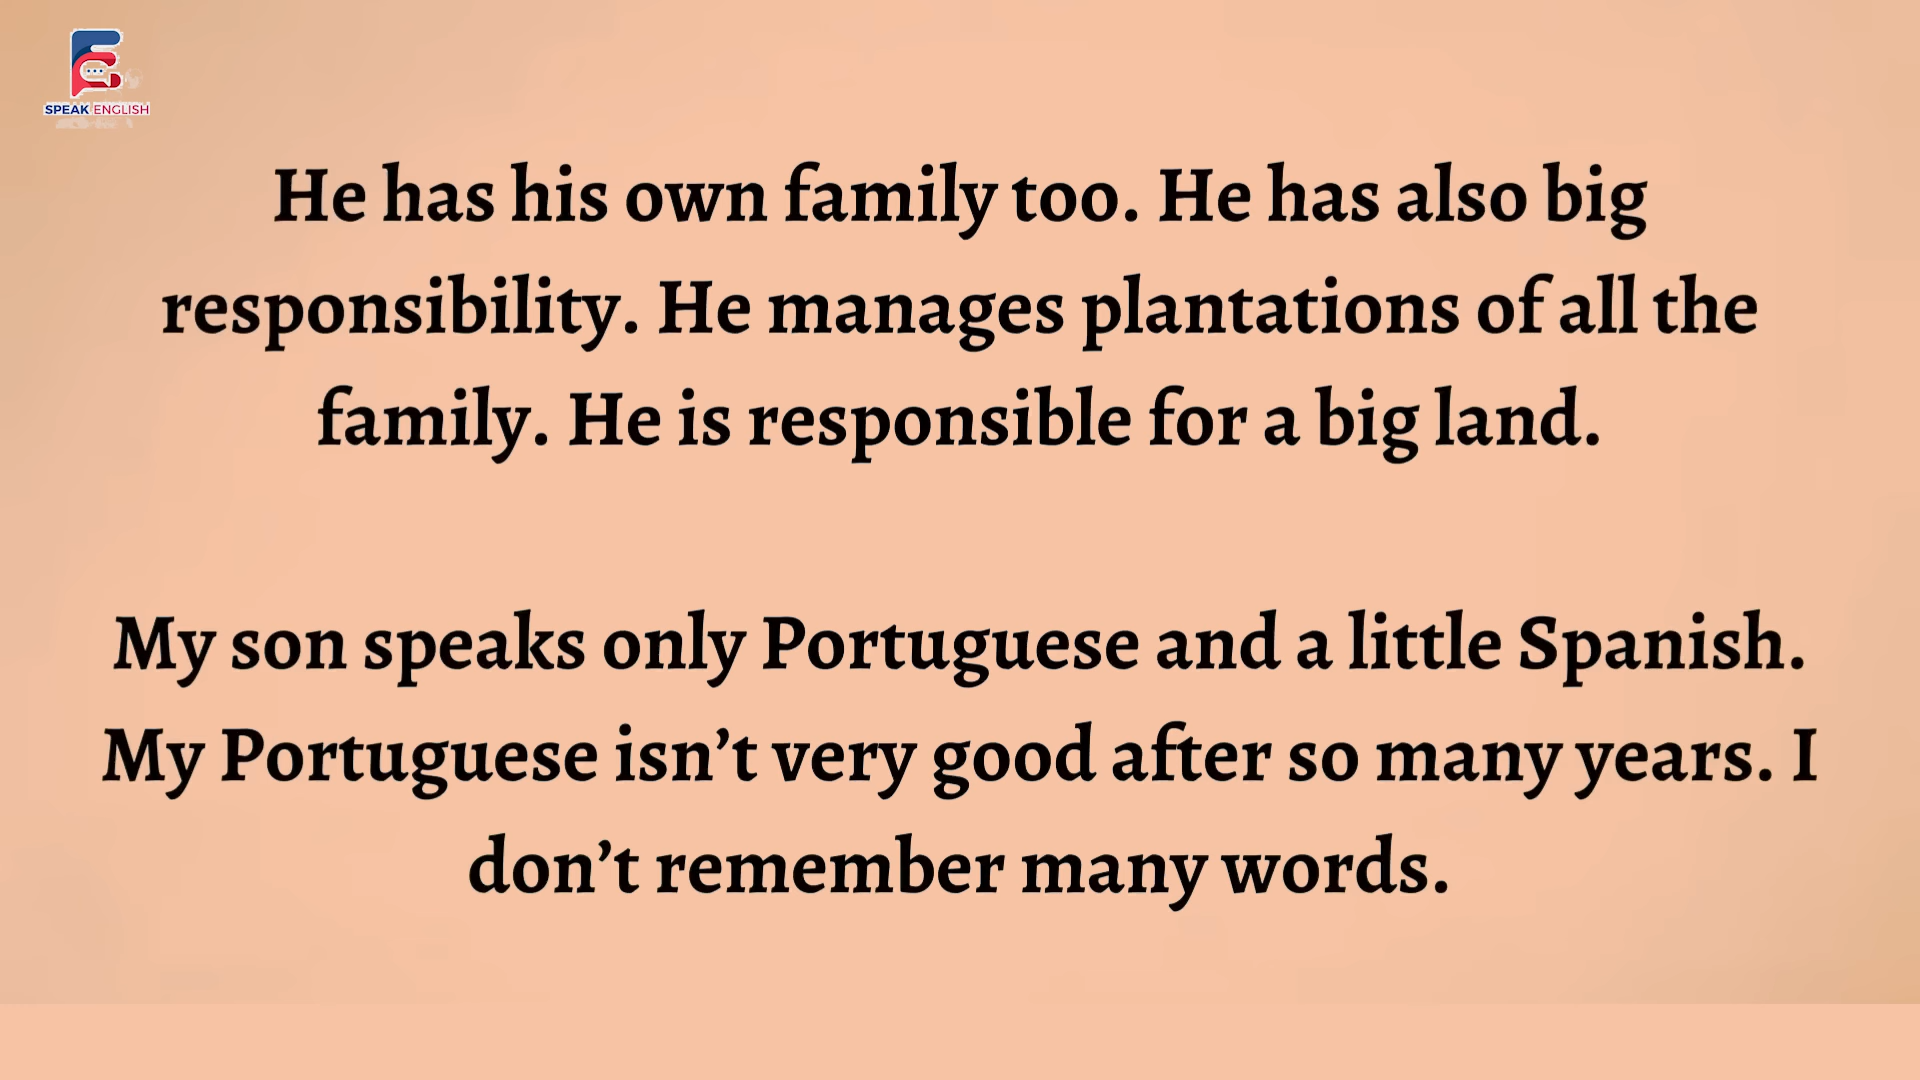 SPEAK ENGLISH
He has his own family too. He has also big
responsibility. He manages plantations of all the
family. He is responsible for a big land.
My son speaks only Portuguese and a little Spanish.
My Portuguese isn’t very good after so many years. I
don’t remember many words.